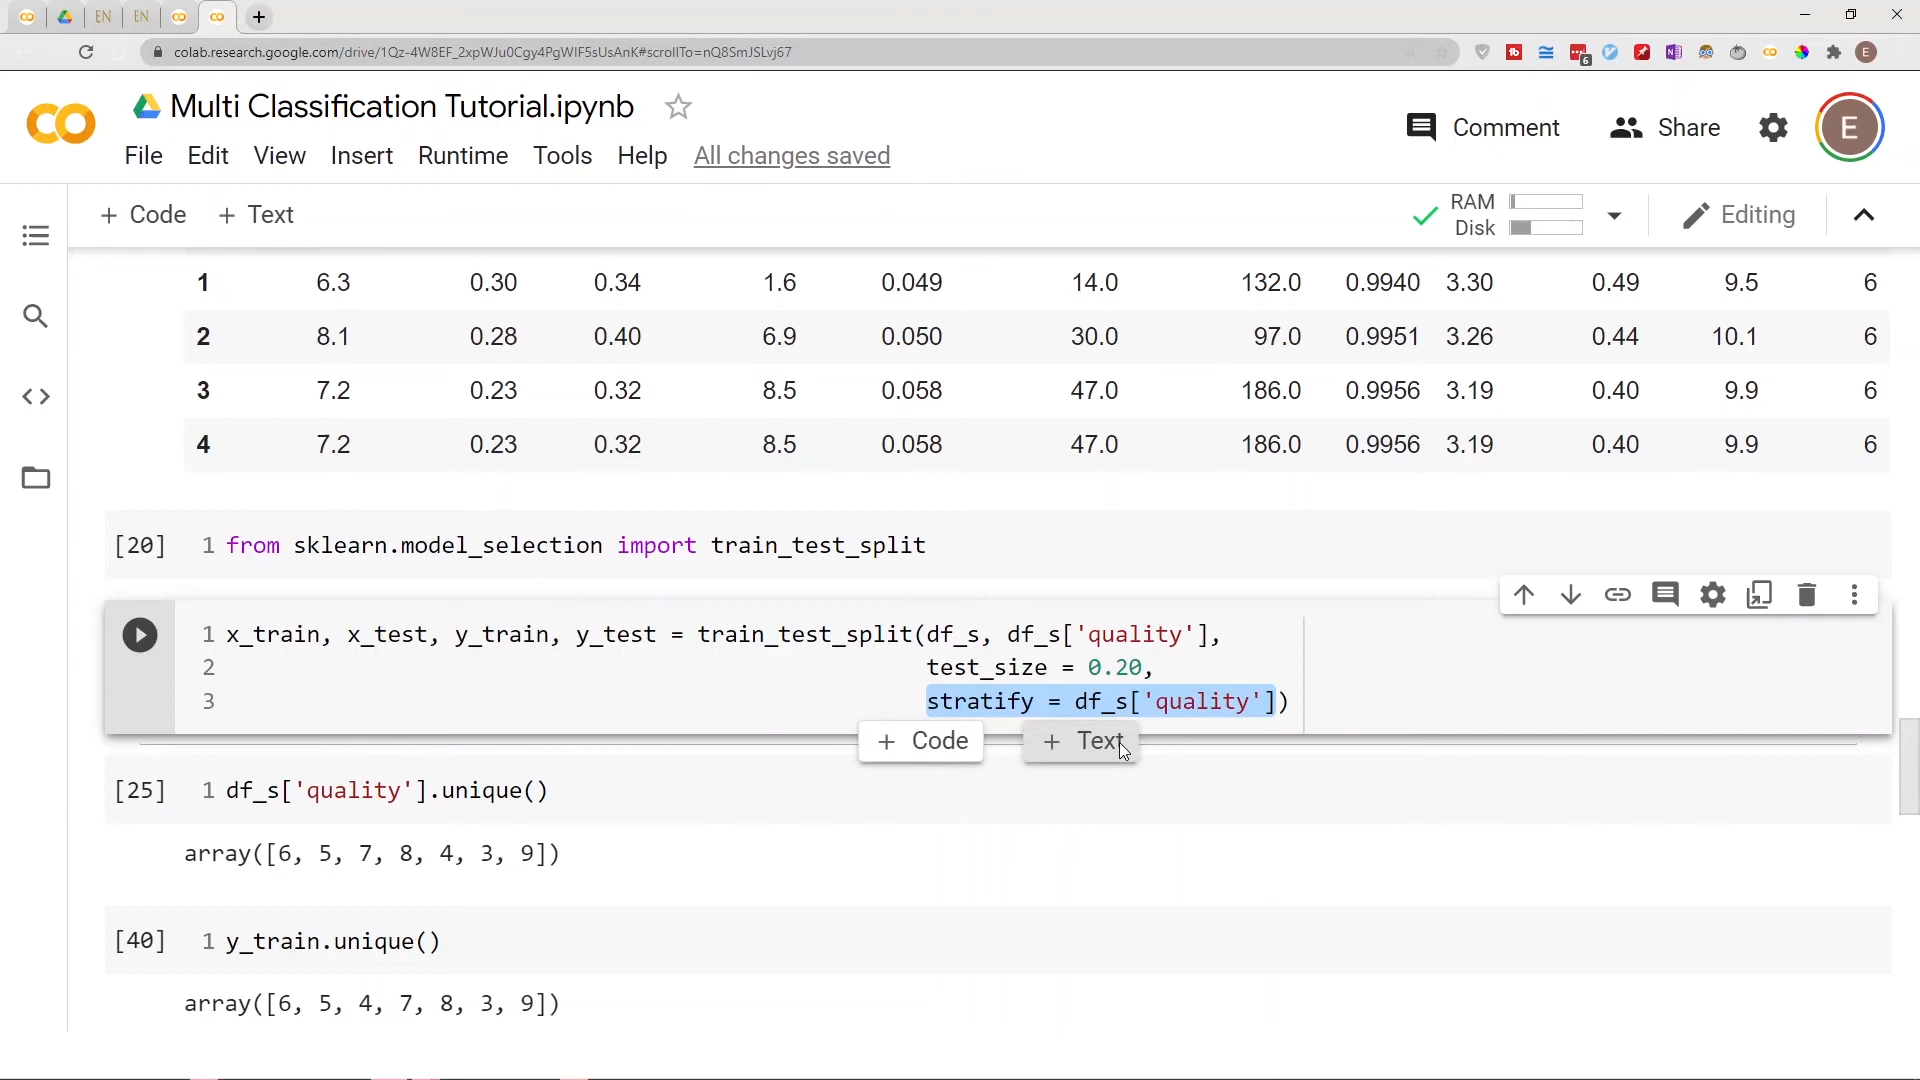 EN EN
colab.research.google.com/drive/1Qz-4W8EF_2xpWJu0Cgy4PgWIF5sUsAnK#scrollTo=nQ8SmJSLvj67
6 E
Multi Classification Tutorial.ipynb
Comment Share E
File Edit View Insert Runtime Tools Help All changes saved
+ Code + Text
RAM
Disk
Editing
1 6.3 0.30 0.34 1.6 0.049 14.0 132.0 0.9940 3.30 0.49 9.5 6
2 8.1 0.28 0.40 6.9 0.050 30.0 97.0 0.9951 3.26 0.44 10.1 6
3 7.2 0.23 0.32 8.5 0.058 47.0 186.0 0.9956 3.19 0.40 9.9 6
4 7.2 0.23 0.32 8.5 0.058 47.0 186.0 0.9956 3.19 0.40 9.9 6
[20] 1 from sklearn.model_selection import train_test_split
1 x_train, x_test, y_train, y_test = train_test_split(df_s, df_s['quality'],
2 test_size = 0.20,
3 stratify = df_s['quality'])
+ Code + Text
[25] 1 df_s['quality'].unique()
array([6, 5, 7, 8, 4, 3, 9])
[40] 1 y_train.unique()
array([6, 5, 4, 7, 8, 3, 9])